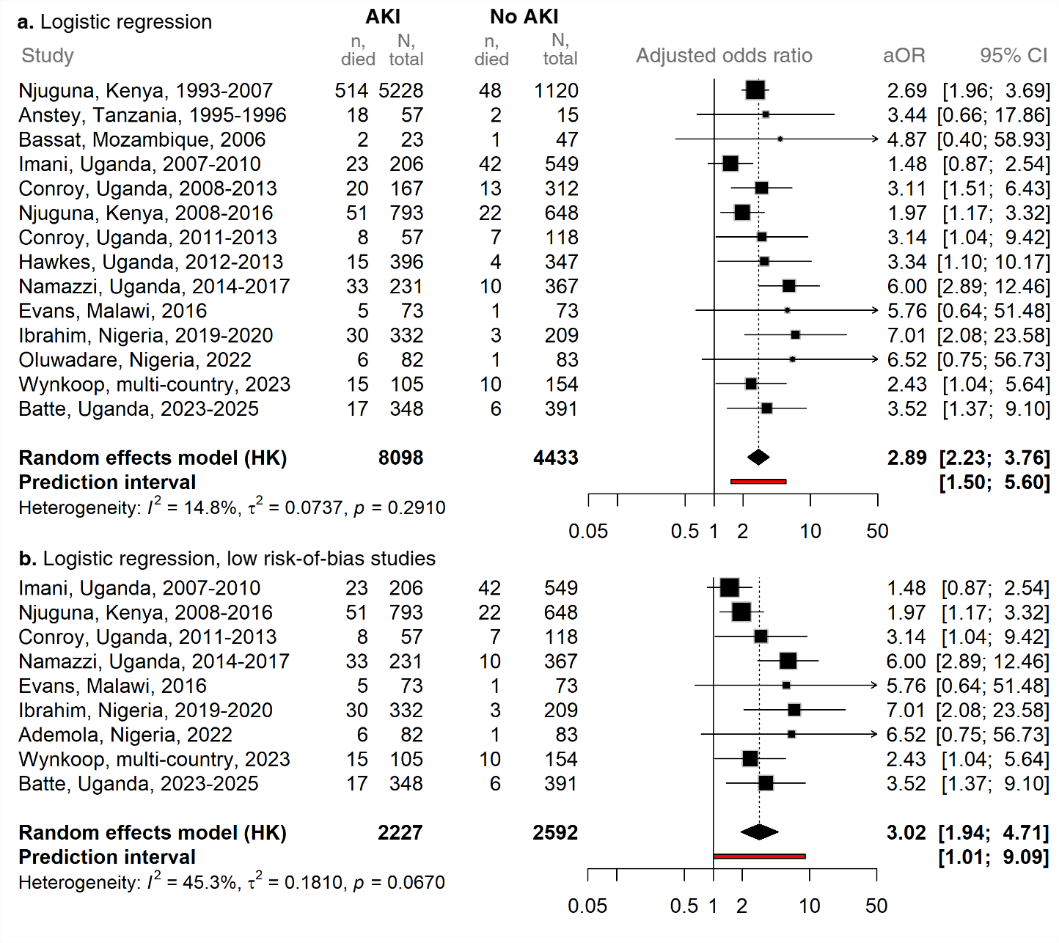 a. Logistic regression AKI No AKI
Study n, died N, total n, died N, total Adjusted odds ratio aOR 95% CI
Njuguna, Kenya, 1993-2007 514 5228 48 1120 2.69 [1.96; 3.69]
Anstey, Tanzania, 1995-1996 18 57 2 15 3.44 [0.66; 17.86]
Bassat, Mozambique, 2006 2 23 1 47 4.87 [0.40; 58.93]
Imani, Uganda, 2007-2010 23 206 42 549 1.48 [0.87; 2.54]
Conroy, Uganda, 2008-2013 20 167 13 312 3.11 [1.51; 6.43]
Njuguna, Kenya, 2008-2016 51 793 22 648 1.97 [1.17; 3.32]
Conroy, Uganda, 2011-2013 8 57 7 118 3.14 [1.04; 9.42]
Hawkes, Uganda, 2012-2013 15 396 4 347 3.34 [1.10; 10.17]
Namazzi, Uganda, 2014-2017 33 231 10 367 6.00 [2.89; 12.46]
Evans, Malawi, 2016 5 73 1 73 5.76 [0.64; 51.48]
Ibrahim, Nigeria, 2019-2020 30 332 3 209 7.01 [2.08; 23.58]
Oluwadare, Nigeria, 2022 6 82 1 83 6.52 [0.75; 56.73]
Wynkoop, multi-country, 2023 15 105 10 154 2.43 [1.04; 5.64]
Batte, Uganda, 2023-2025 17 348 6 391 3.52 [1.37; 9.10]
Random effects model (HK) 8098 4433 2.89 [2.23; 3.76]
Prediction interval [1.50; 5.60]
Heterogeneity: I² = 14.8%, τ² = 0.0737, p = 0.2910
0.05 0.5 1 2 10 50
b. Logistic regression, low risk-of-bias studies
Imani, Uganda, 2007-2010 23 206 42 549 1.48 [0.87; 2.54]
Njuguna, Kenya, 2008-2016 51 793 22 648 1.97 [1.17; 3.32]
Conroy, Uganda, 2011-2013 8 57 7 118 3.14 [1.04; 9.42]
Namazzi, Uganda, 2014-2017 33 231 10 367 6.00 [2.89; 12.46]
Evans, Malawi, 2016 5 73 1 73 5.76 [0.64; 51.48]
Ibrahim, Nigeria, 2019-2020 30 332 3 209 7.01 [2.08; 23.58]
Ademola, Nigeria, 2022 6 82 1 83 6.52 [0.75; 56.73]
Wynkoop, multi-country, 2023 15 105 10 154 2.43 [1.04; 5.64]
Batte, Uganda, 2023-2025 17 348 6 391 3.52 [1.37; 9.10]
Random effects model (HK) 2227 2592 3.02 [1.94; 4.71]
Prediction interval [1.01; 9.09]
Heterogeneity: I² = 45.3%, τ² = 0.1810, p = 0.0670
0.05 0.5 1 2 10 50